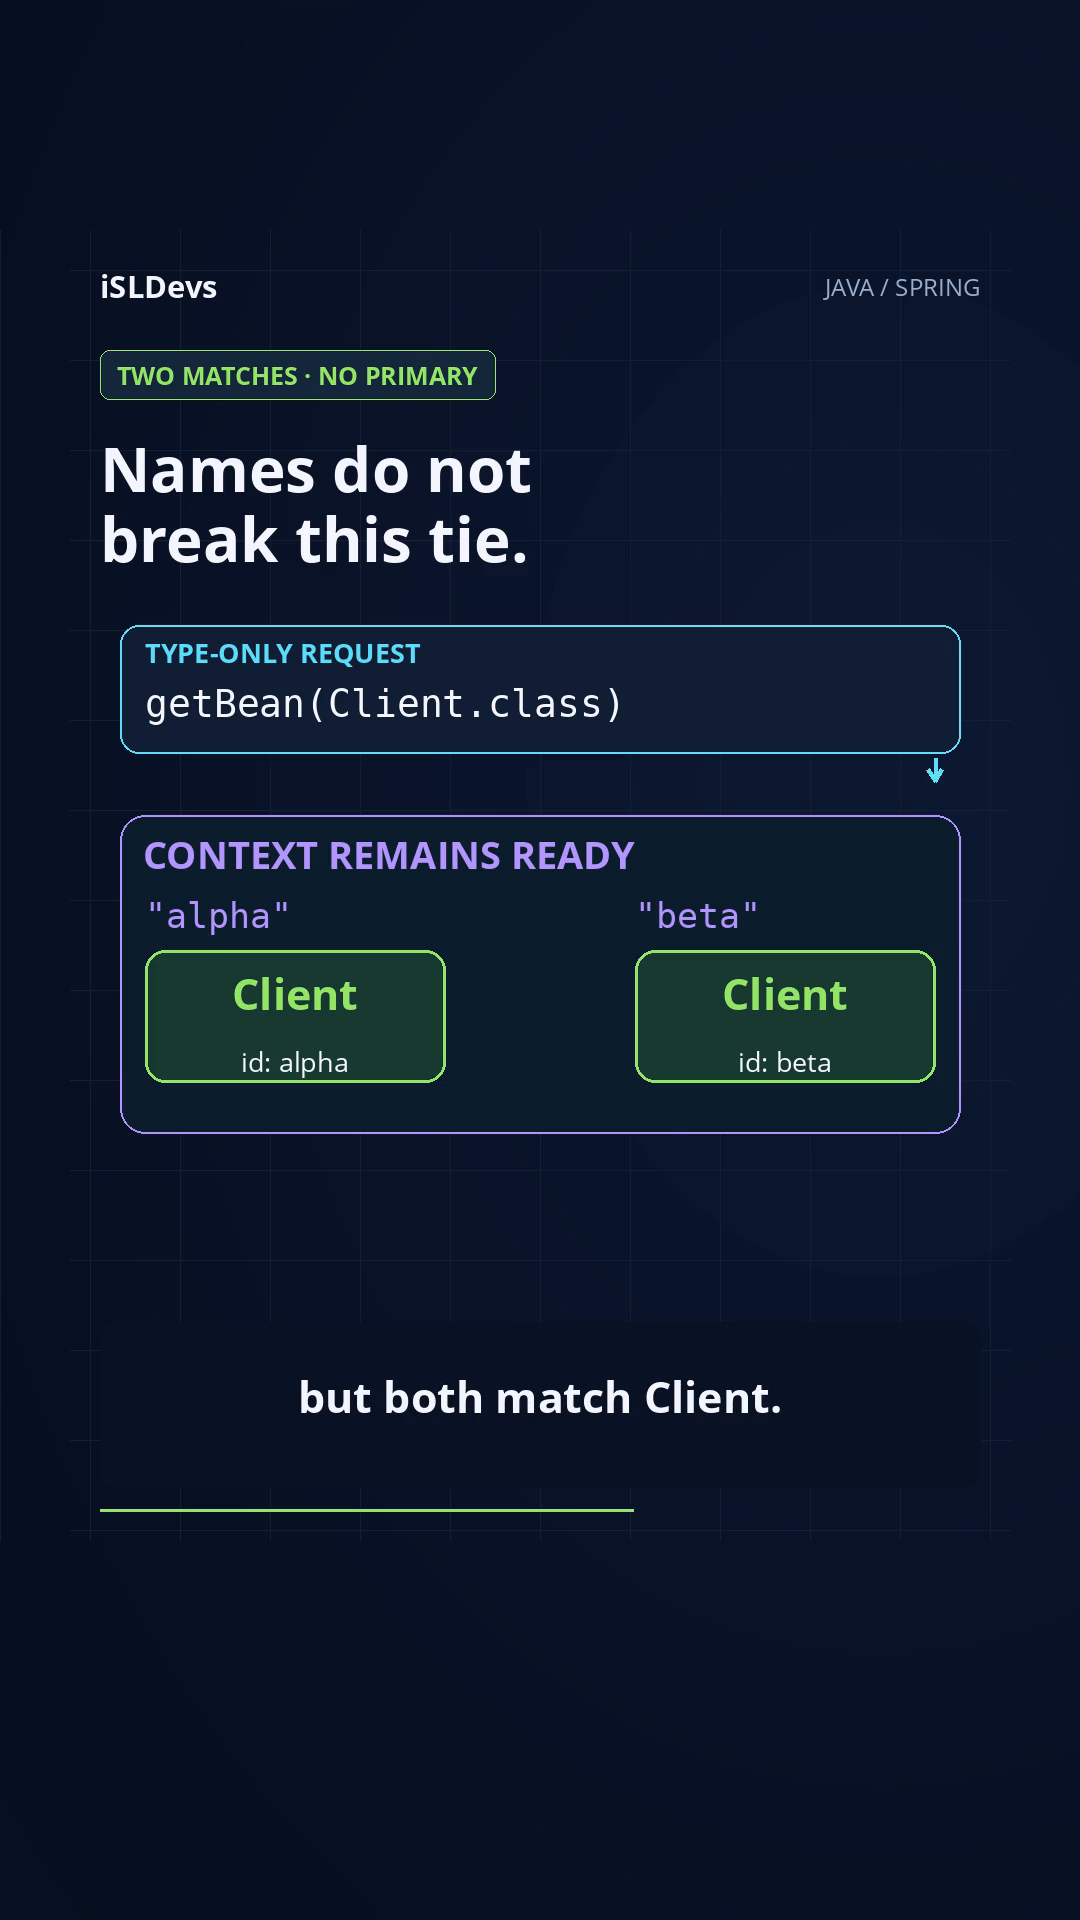 iSLDevs
JAVA / SPRING
TWO MATCHES · NO PRIMARY
Names do not
break this tie.
TYPE-ONLY REQUEST
getBean(Client.class)
CONTEXT REMAINS READY
"alpha"
"beta"
Client
Client
id: alpha
id: beta
but both match Client.